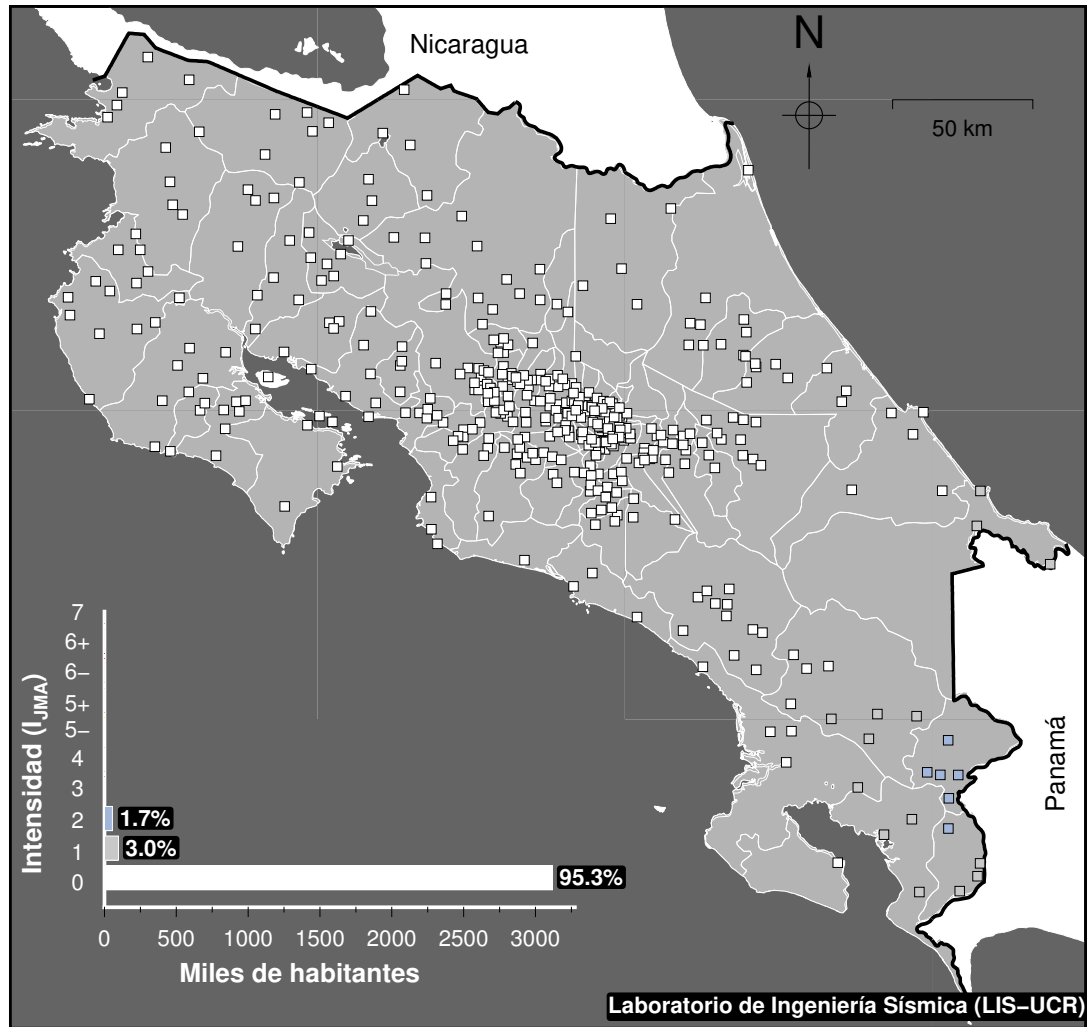 Nicaragua
N
50 km
Panamá
Intensidad (I_JMA)
7
6+
6−
5+
5−
4
3
2
1
0
1.7%
3.0%
95.3%
0 500 1000 1500 2000 2500 3000
Miles de habitantes
Laboratorio de Ingeniería Sísmica (LIS−UCR)